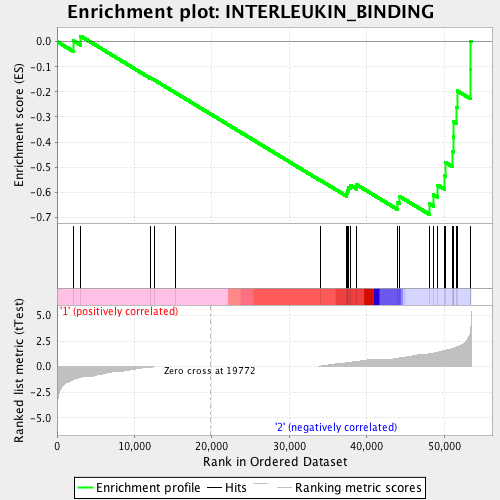 Enrichment plot: INTERLEUKIN_BINDING
Enrichment score (ES)
0.0
-0.1
-0.2
-0.3
-0.4
-0.5
-0.6
-0.7
'1' (positively correlated)
Ranked list metric (tTest)
5.0
2.5
0.0
-2.5
-5.0
Zero cross at 19772
'2' (negatively correlated)
0
10,000
20,000
30,000
40,000
50,000
Rank in Ordered Dataset
Enrichment profile
Hits
Ranking metric scores